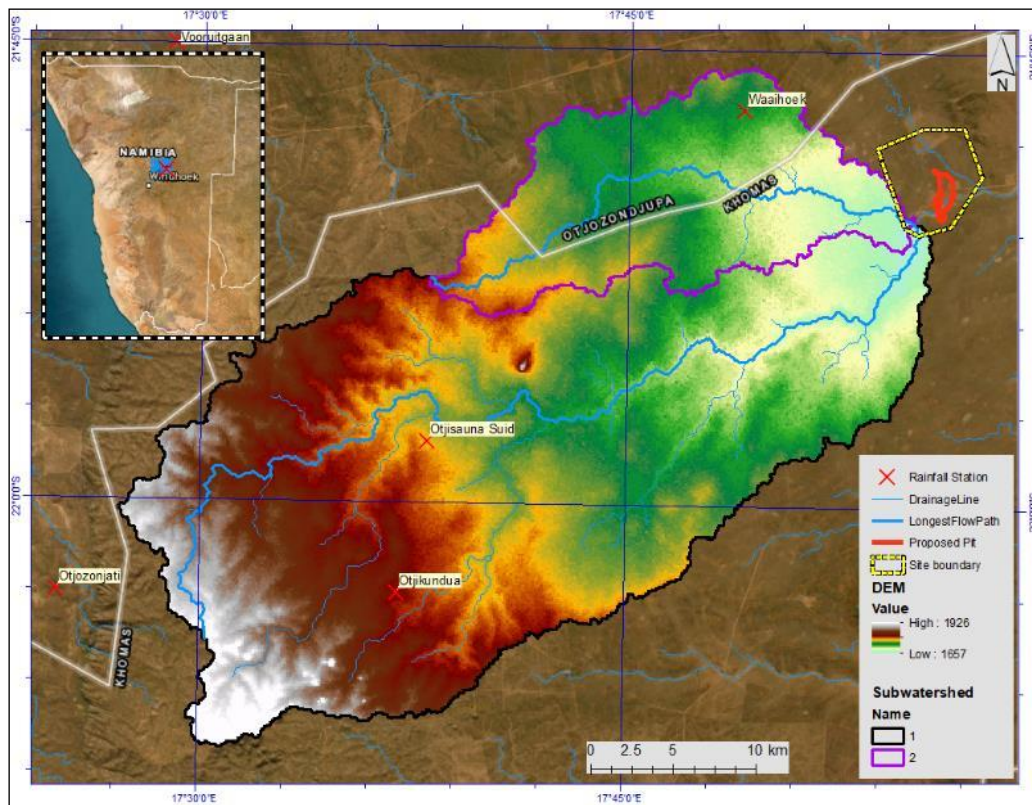 17°30'0"E
17°45'0"E
21°45'0"S
Vooruitgaan
N
NAMIBIA
Windhoek
Waaihoek
OTJOZONDJUPA
KHOMAS
Otjisauna Suid
22°0'0"S
Otjozonjati
Otjikundua
KHOMAS
Rainfall Station
DrainageLine
LongestFlowPath
Proposed Pit
Site boundary
DEM
Value
High : 1926
Low : 1657
Subwatershed
Name
1
2
0 2.5 5 10 km
17°30'0"E
17°45'0"E